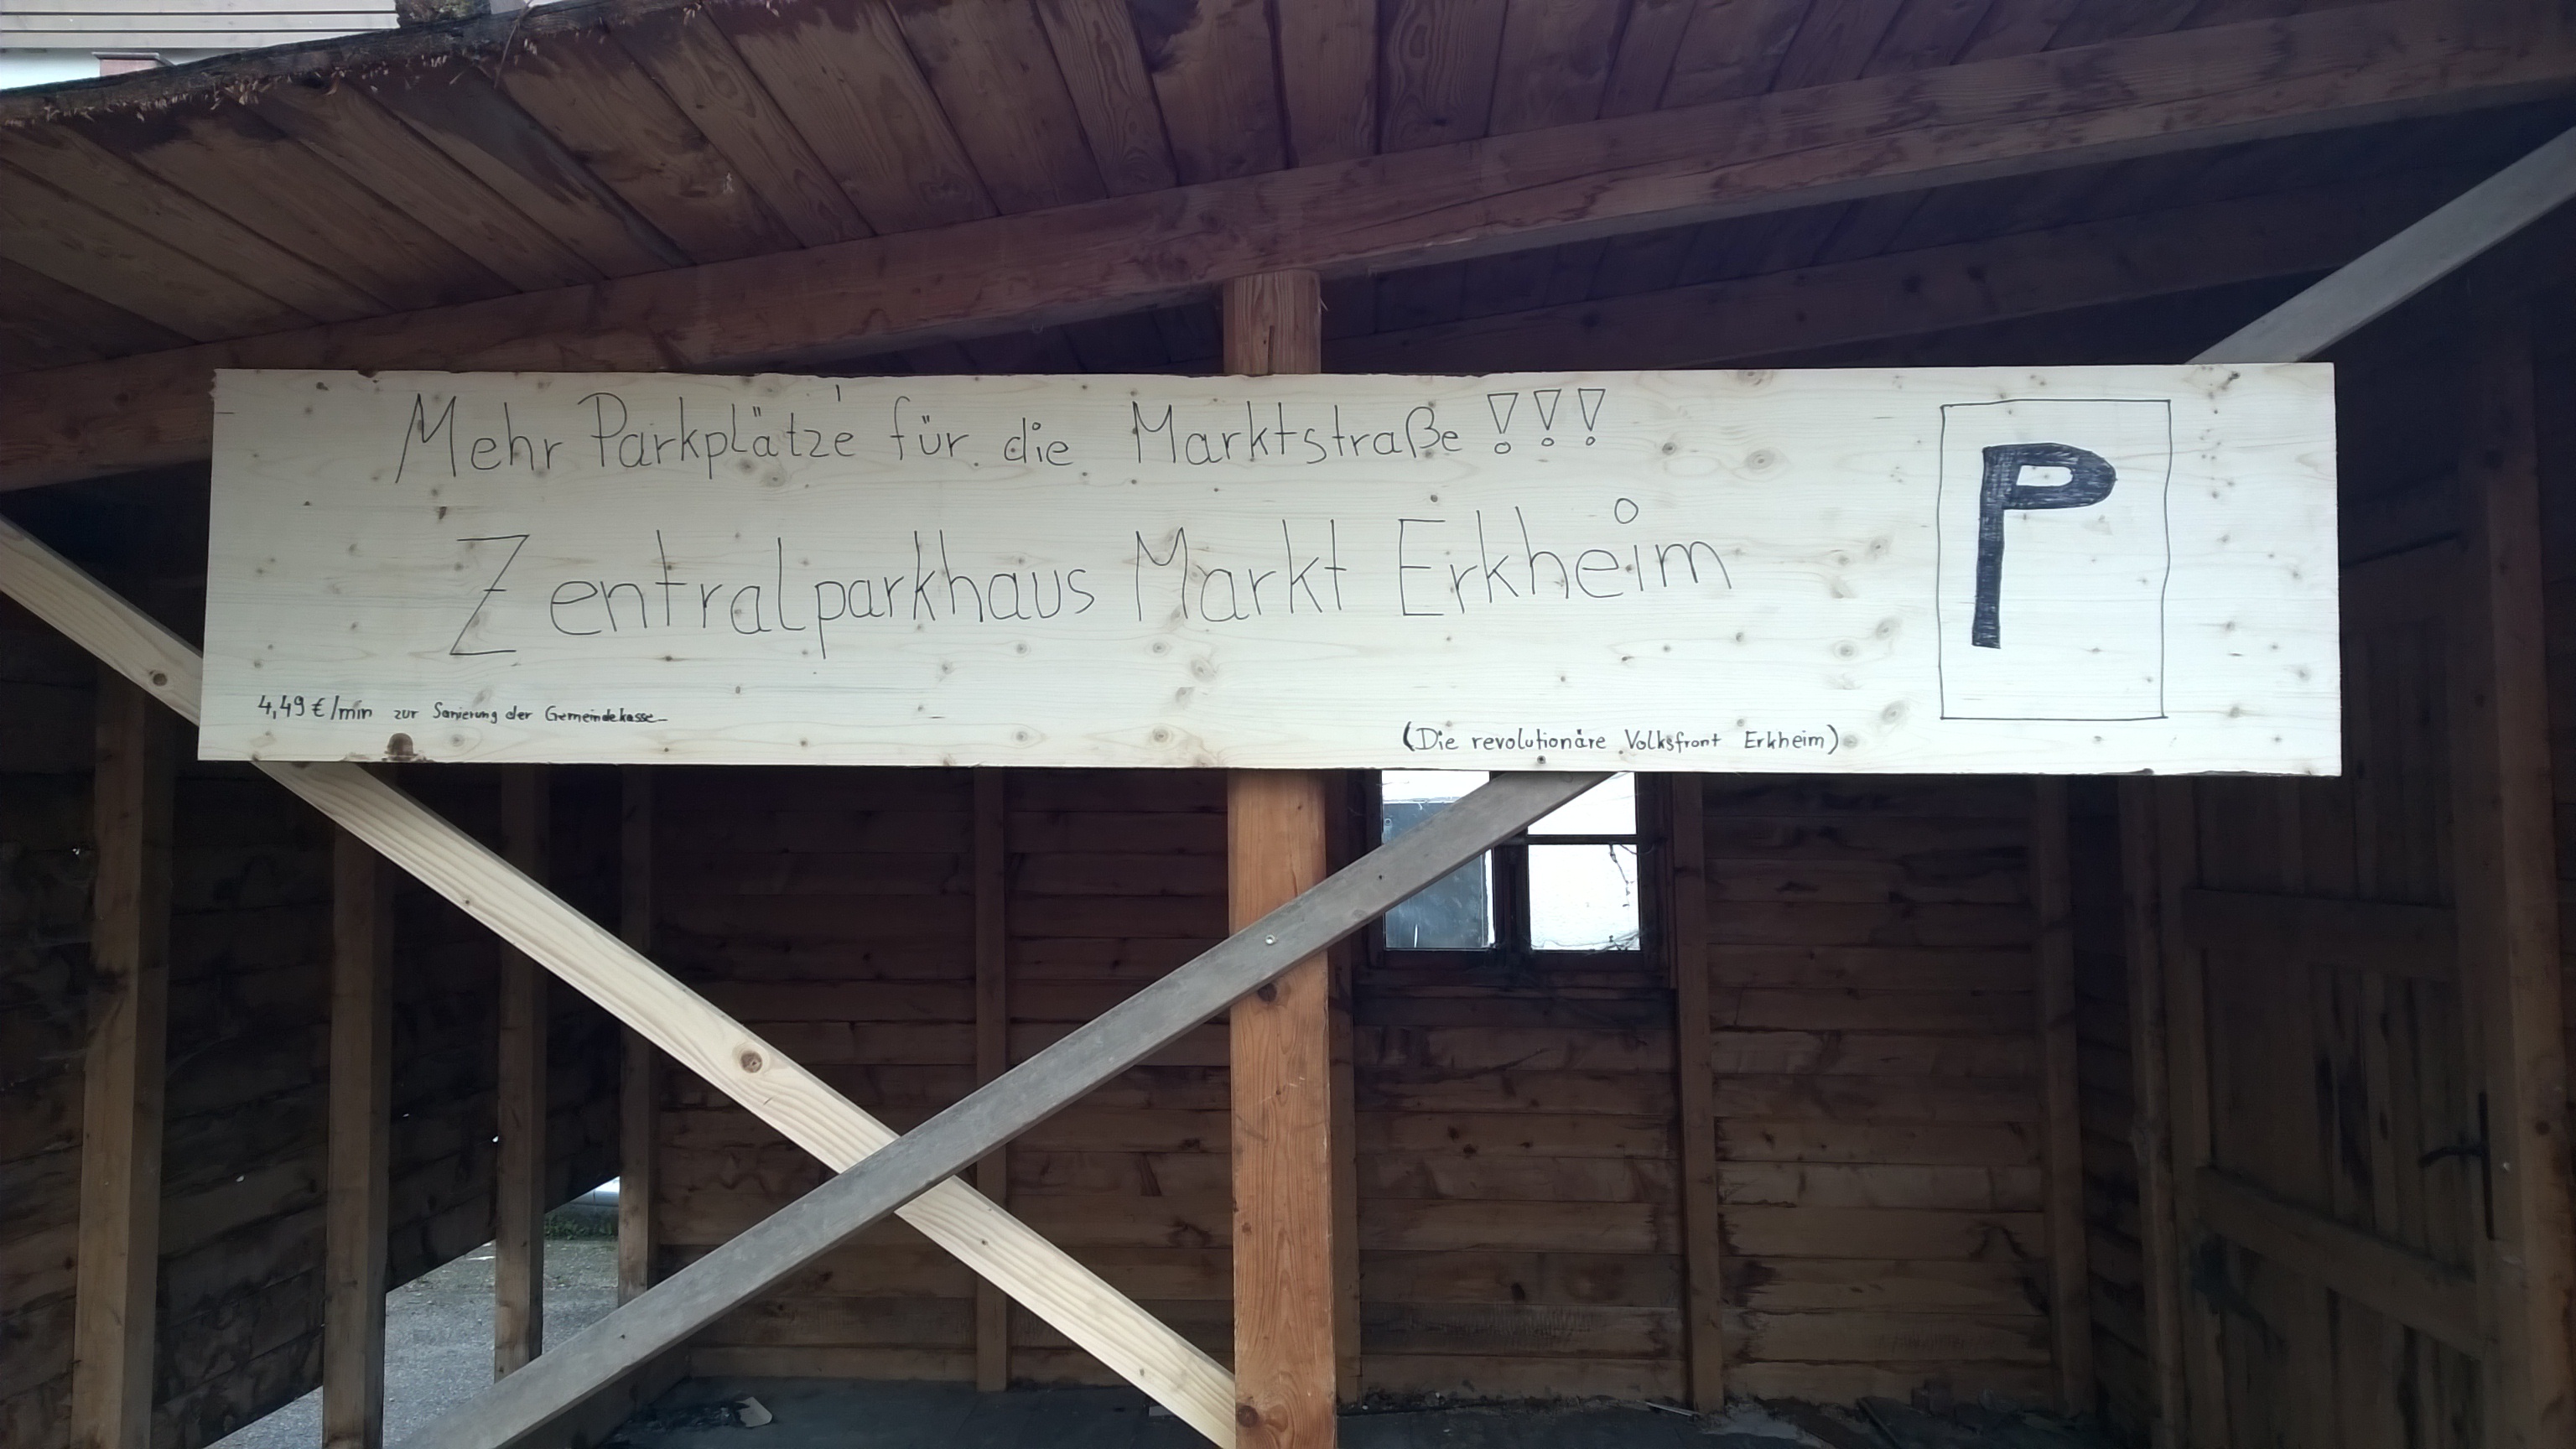 Mehr Parkplätze für die Marktstraße !!!
Zentralparkhaus Markt Erkheim
P
4,49 €/min zur Sanierung der Gemeindekasse
(Die revolutionäre Volksfront Erkheim)